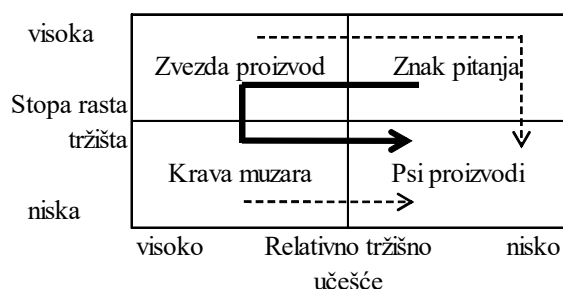 visoka
Zvezda proizvod
Znak pitanja
Stopa rasta
tržišta
Krava muzara
Psi proizvodi
niska
visoko
Relativno tržišno
nisko
učešće